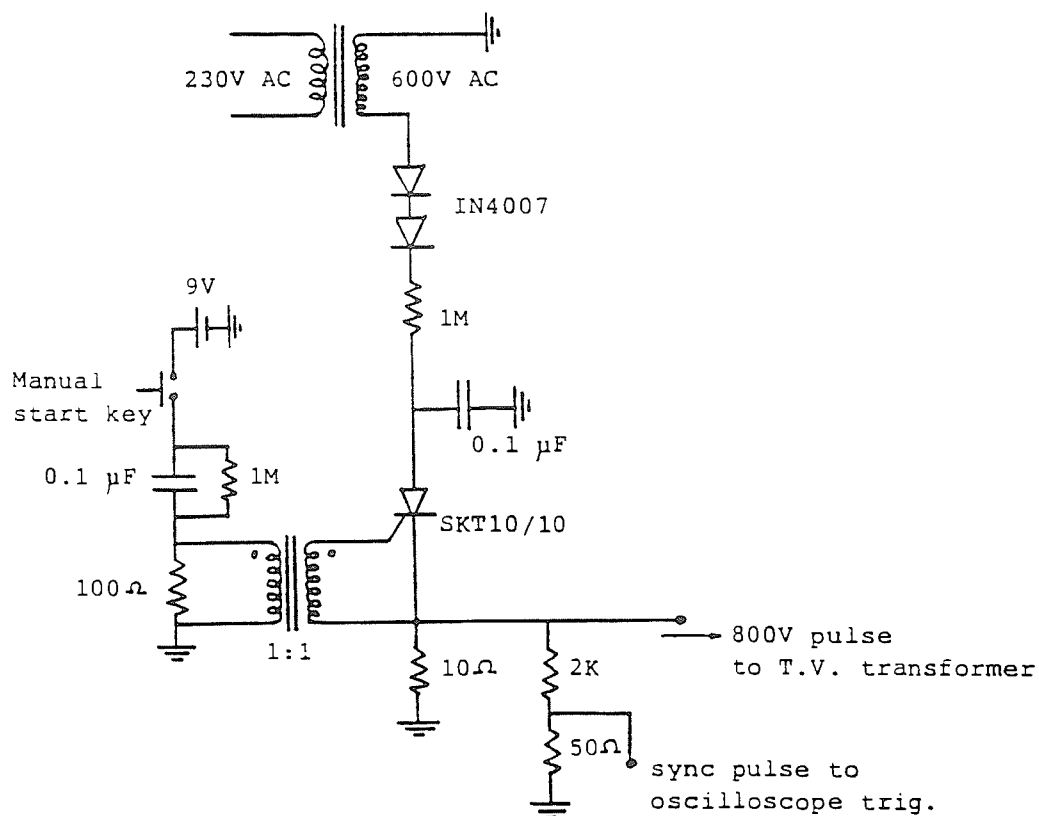 230V AC
600V AC
IN4007
9V
1M
Manual
start key
0.1 μF
0.1 μF
1M
SKT10/10
100Ω
1:1
10Ω
2K
800V pulse
to T.V. transformer
50Ω
sync pulse to
oscilloscope trig.